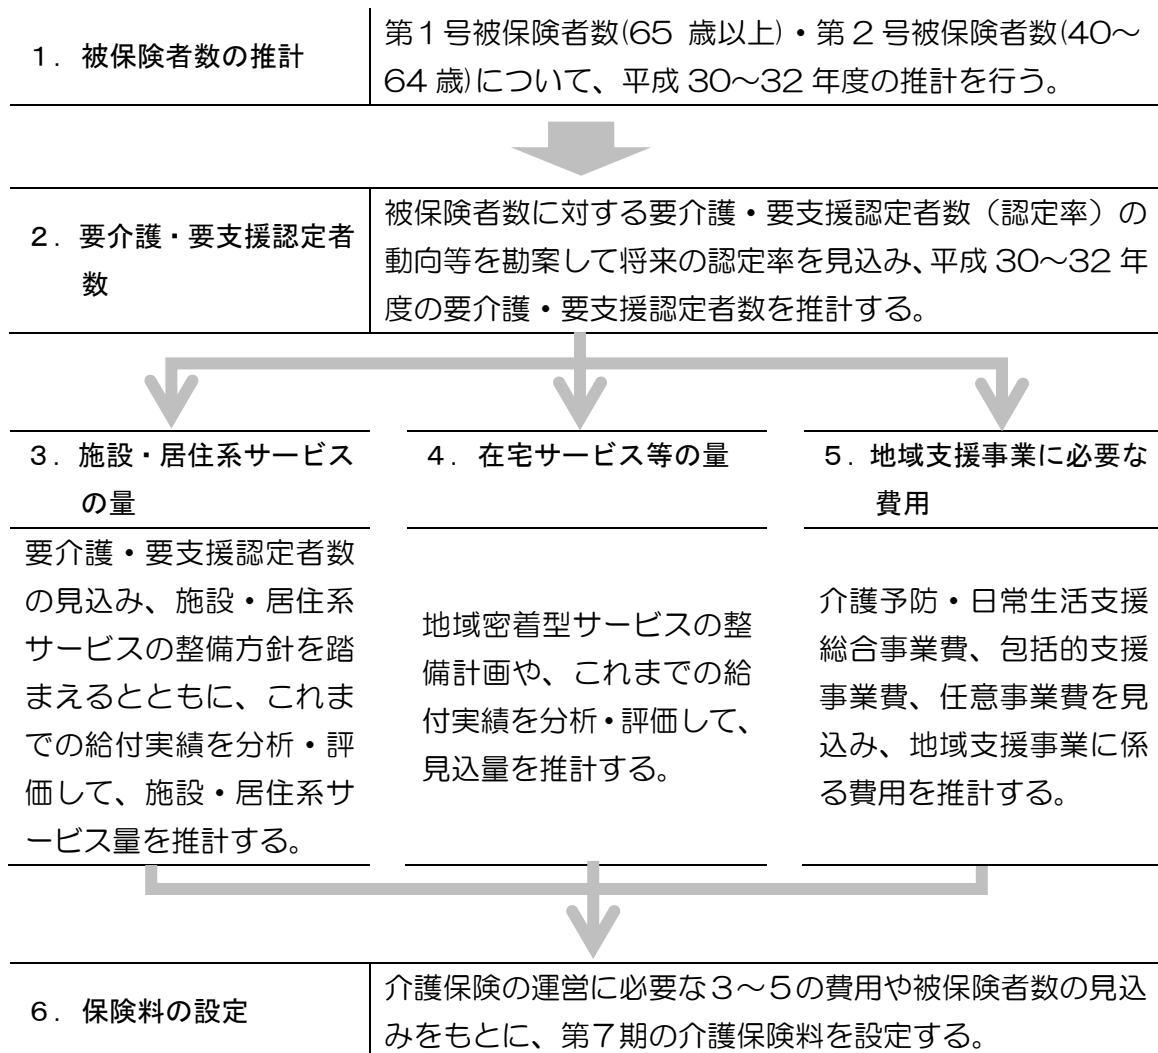 1．被保険者数の推計
第１号被保険者数(65 歳以上)・第２号被保険者数(40～
64 歳)について、平成 30～32 年度の推計を行う。
2．要介護・要支援認定者
数
被保険者数に対する要介護・要支援認定者数（認定率）の
動向等を勘案して将来の認定率を見込み、平成 30～32 年
度の要介護・要支援認定者数を推計する。
3．施設・居住系サービス
の量
要介護・要支援認定者数
の見込み、施設・居住系
サービスの整備方針を踏
まえるとともに、これま
での給付実績を分析・評
価して、施設・居住系サ
ービス量を推計する。
4．在宅サービス等の量
地域密着型サービスの整
備計画や、これまでの給
付実績を分析・評価して、
見込量を推計する。
5．地域支援事業に必要な
費用
介護予防・日常生活支援
総合事業費、包括的支援
事業費、任意事業費を見
込み、地域支援事業に係
る費用を推計する。
6．保険料の設定
介護保険の運営に必要な３～５の費用や被保険者数の見込
みをもとに、第７期の介護保険料を設定する。